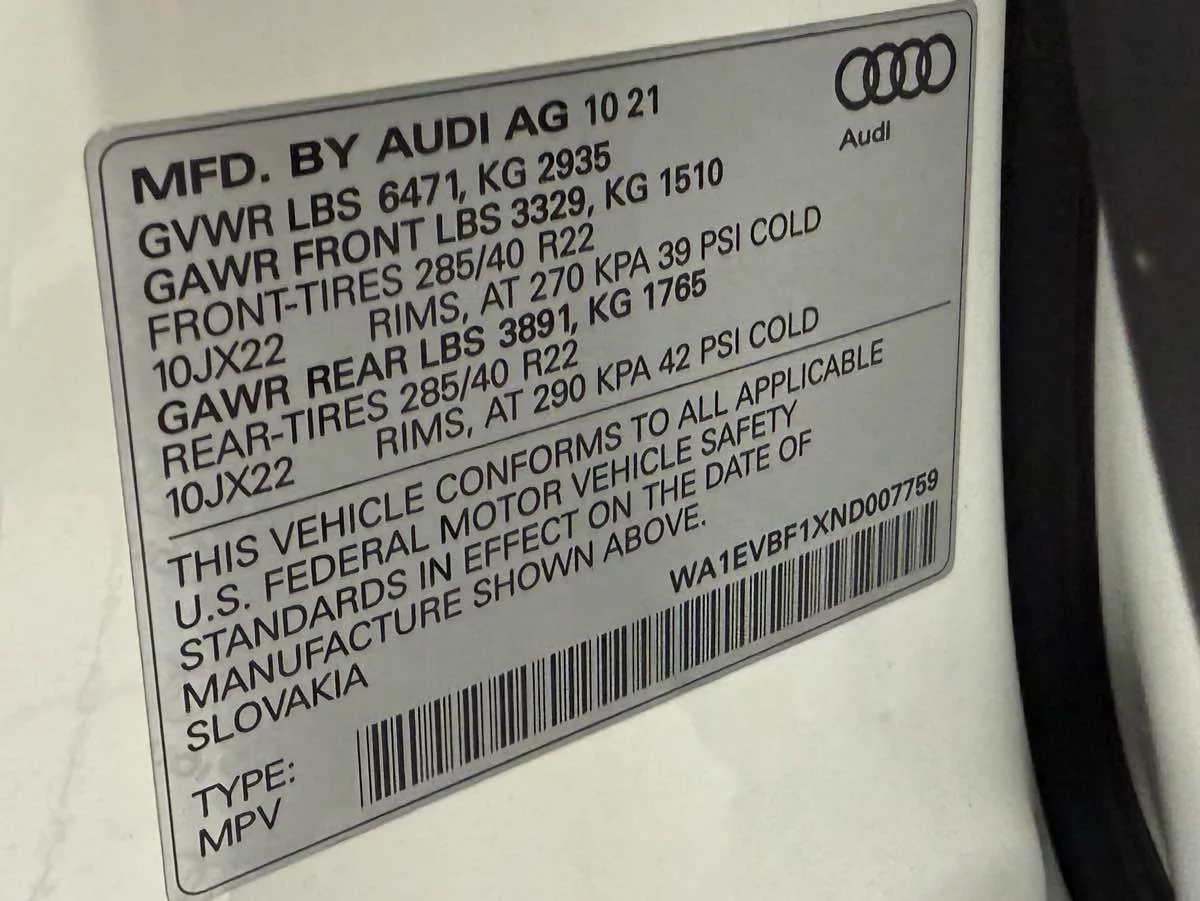 MFD. BY AUDI AG 10 21
Audi
GVWR LBS 6471, KG 2935
GAWR FRONT LBS 3329, KG 1510
FRONT-TIRES 285/40 R22
10JX22 RIMS, AT 270 KPA 39 PSI COLD
GAWR REAR LBS 3891, KG 1765
REAR-TIRES 285/40 R22
10JX22 RIMS, AT 290 KPA 42 PSI COLD
THIS VEHICLE CONFORMS TO ALL APPLICABLE
U.S. FEDERAL MOTOR VEHICLE SAFETY
STANDARDS IN EFFECT ON THE DATE OF
MANUFACTURE SHOWN ABOVE.
SLOVAKIA
WA1EVBF1XND007759
TYPE:
MPV